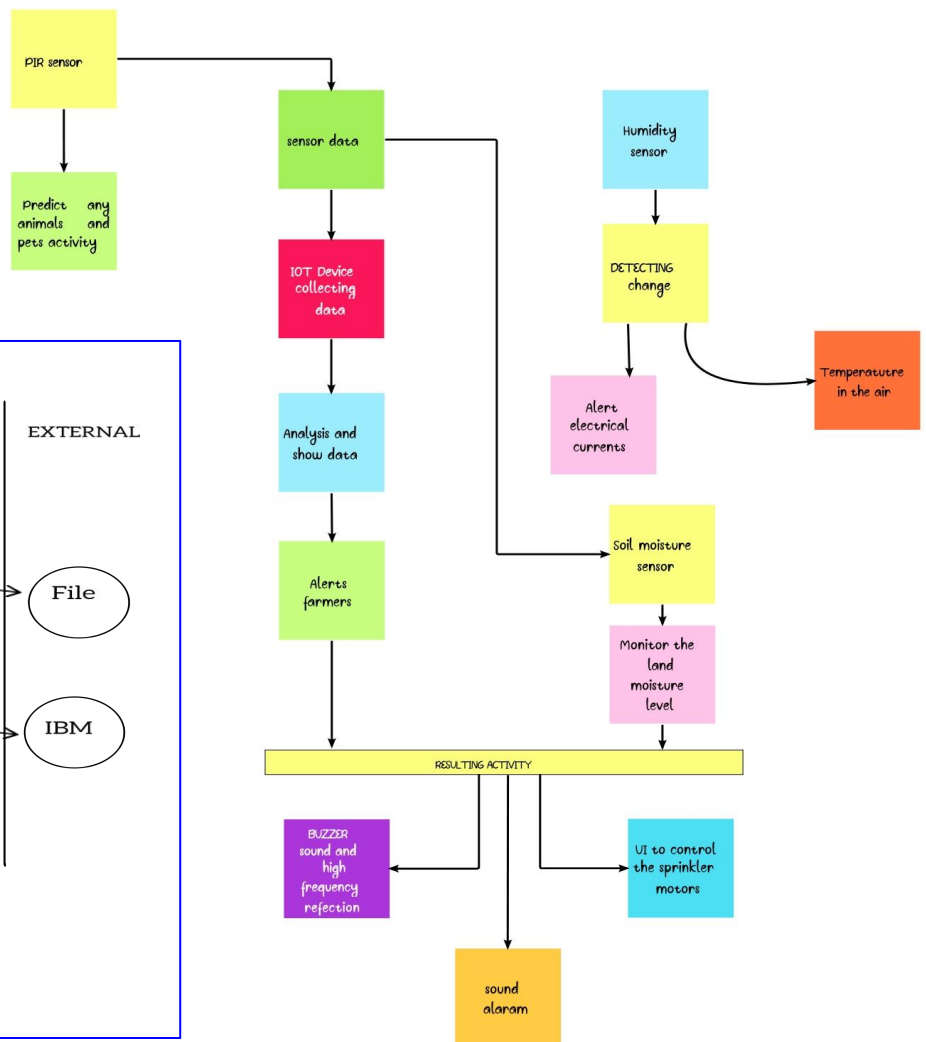 PIR sensor
sensor data
Humidity
sensor
Predict any
animals and
pets activity
IOT Device
collecting
data
DETECTING
change
Temperatutre
in the air
Alert
electrical
currents
Analysis and
show data
EXTERNAL
Soil moisture
sensor
File
Alerts
farmers
Monitor the
land
moisture
level
IBM
RESULTING ACTIVITY
BUZZER
sound and
high
frequency
refection
UI to control
the sprinkler
motors
sound
alaram